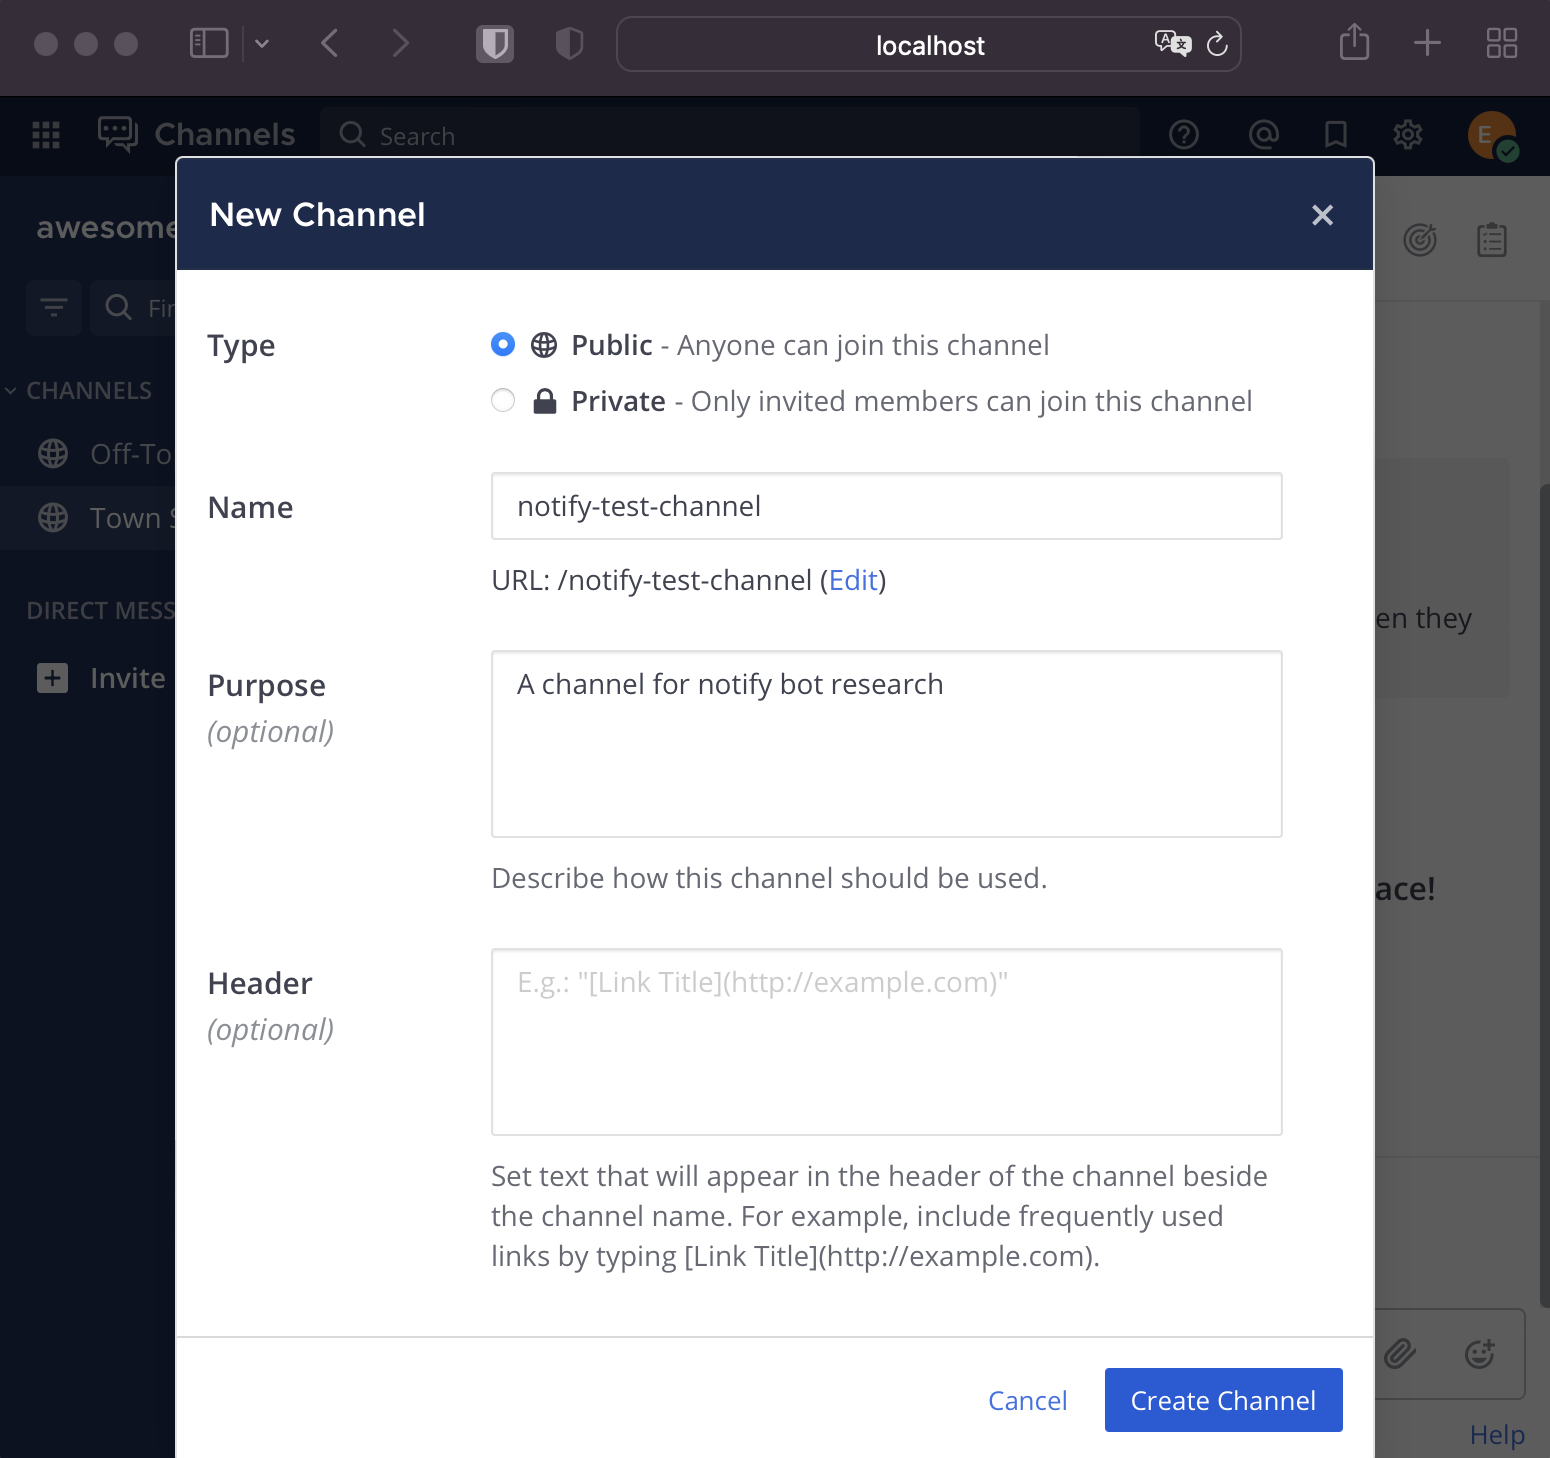 localhost
Channels
Search
E
New Channel
awesome
Type
Public - Anyone can join this channel
Private - Only invited members can join this channel
CHANNELS
Off-To
Town
Name
notify-test-channel
URL: /notify-test-channel (Edit)
DIRECT MESS
Invite
en they
Purpose
(optional)
A channel for notify bot research
Describe how this channel should be used.
ace!
Header
(optional)
E.g.: "[Link Title](http://example.com)"
Set text that will appear in the header of the channel beside
the channel name. For example, include frequently used
links by typing [Link Title](http://example.com).
Cancel
Create Channel
Help